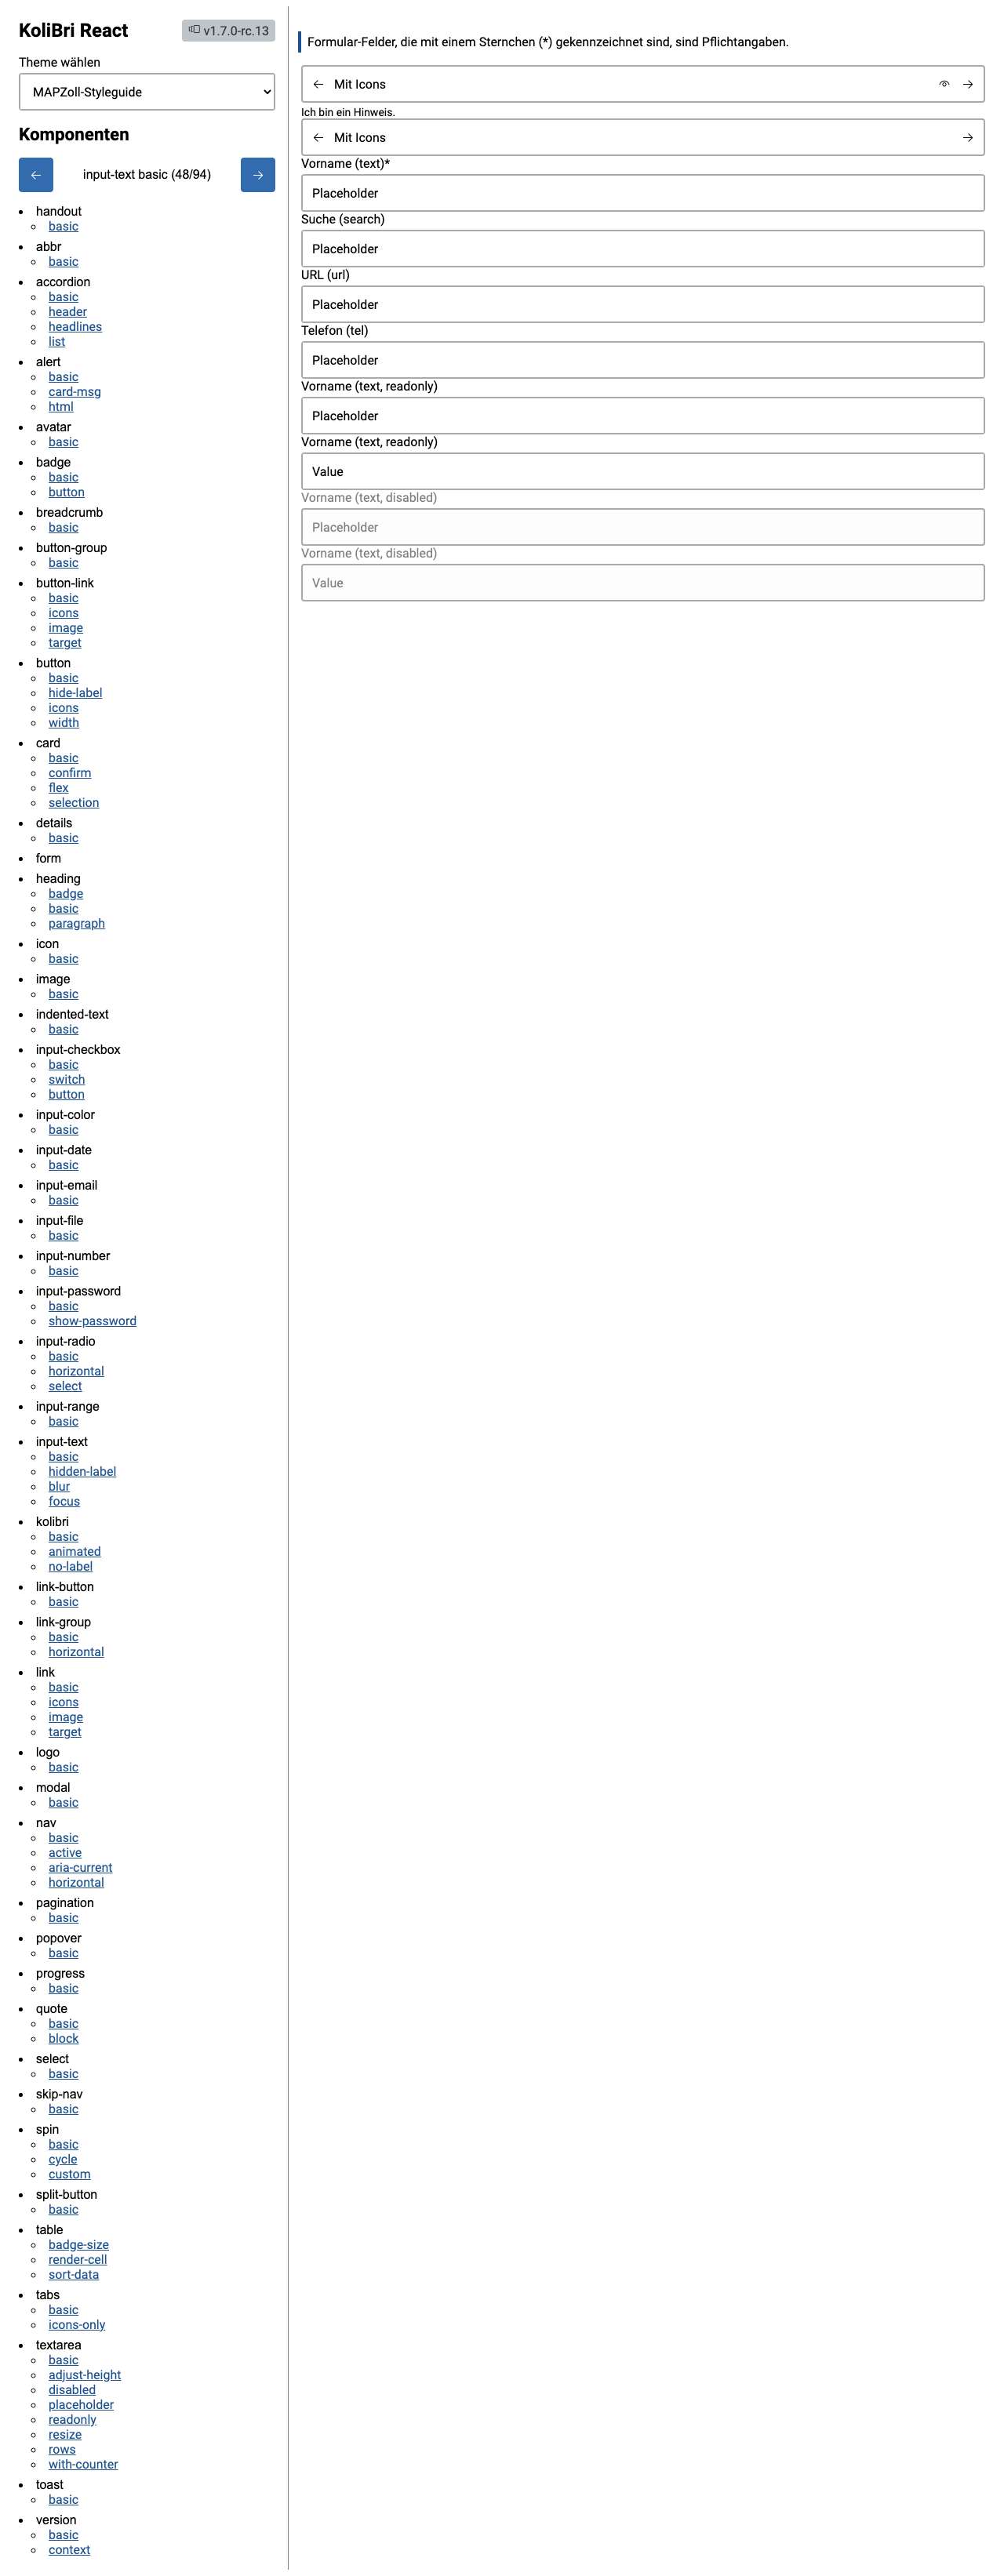 KoliBri React
v1.7.0-rc.13
Theme wählen
MAPZoll-Styleguide
Komponenten
input-text basic (48/94)
handout
basic
abbr
basic
accordion
basic
header
headlines
list
alert
basic
card-msg
html
avatar
basic
badge
basic
button
breadcrumb
basic
button-group
basic
button-link
basic
icons
image
target
button
basic
hide-label
icons
width
card
basic
confirm
flex
selection
details
basic
form
heading
badge
basic
paragraph
icon
basic
image
basic
indented-text
basic
input-checkbox
basic
switch
button
input-color
basic
input-date
basic
input-email
basic
input-file
basic
input-number
basic
input-password
basic
show-password
input-radio
basic
horizontal
select
input-range
basic
input-text
basic
hidden-label
blur
focus
kolibri
basic
animated
no-label
link-button
basic
link-group
basic
horizontal
link
basic
icons
image
target
logo
basic
modal
basic
nav
basic
active
aria-current
horizontal
pagination
basic
popover
basic
progress
basic
quote
basic
block
select
basic
skip-nav
basic
spin
basic
cycle
custom
split-button
basic
table
badge-size
render-cell
sort-data
tabs
basic
icons-only
textarea
basic
adjust-height
disabled
placeholder
readonly
resize
rows
with-counter
toast
basic
version
basic
context
Formular-Felder, die mit einem Sternchen (*) gekennzeichnet sind, sind Pflichtangaben.
Mit Icons
Ich bin ein Hinweis.
Mit Icons
Vorname (text)*
Placeholder
Suche (search)
Placeholder
URL (url)
Placeholder
Telefon (tel)
Placeholder
Vorname (text, readonly)
Placeholder
Vorname (text, readonly)
Value
Vorname (text, disabled)
Placeholder
Vorname (text, disabled)
Value